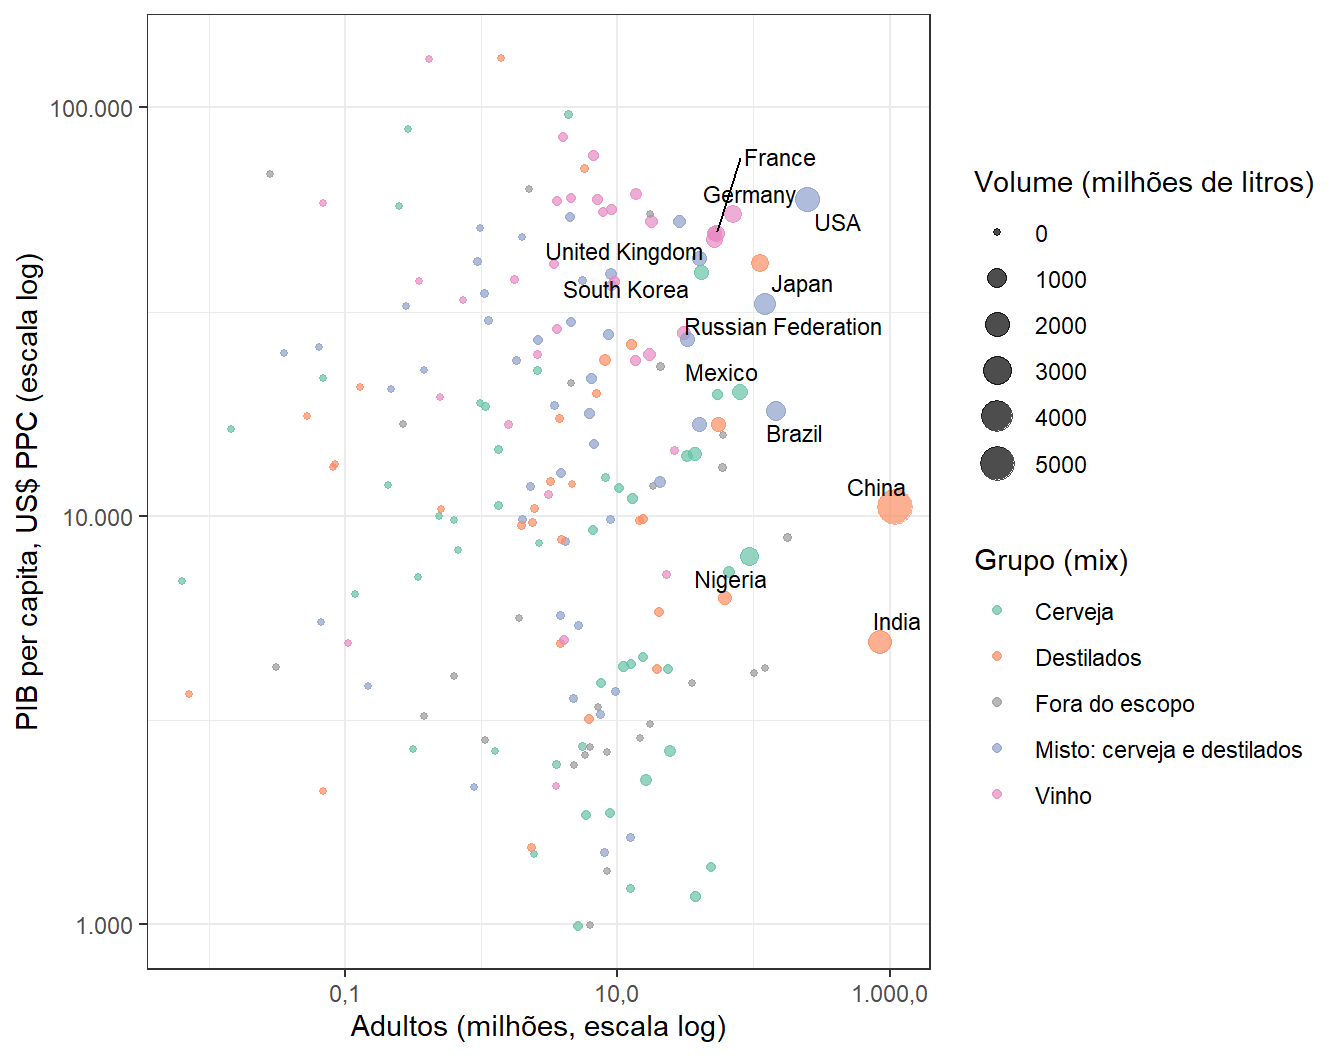 PIB per capita, US$ PPC (escala log)
100.000
10.000
1.000
France
Germany
USA
United Kingdom
South Korea
Japan
Russian Federation
Mexico
Brazil
China
Nigeria
India
0,1
10,0
1.000,0
Adultos (milhões, escala log)
Volume (milhões de litros)
0
1000
2000
3000
4000
5000
Grupo (mix)
Cerveja
Destilados
Fora do escopo
Misto: cerveja e destilados
Vinho